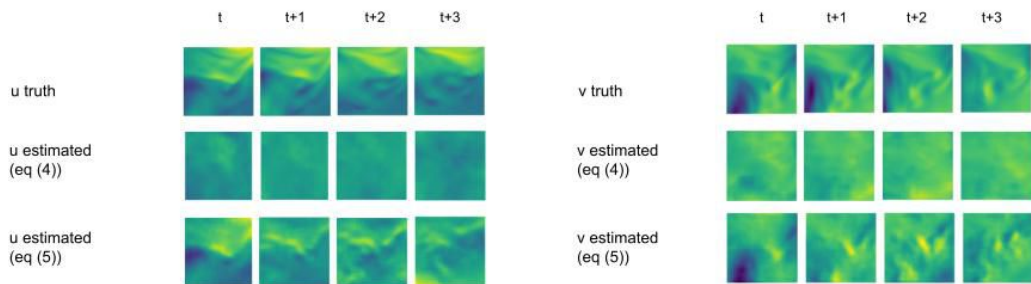 t t+1 t+2 t+3
u truth
u estimated
(eq (4))
u estimated
(eq (5))
t t+1 t+2 t+3
v truth
v estimated
(eq (4))
v estimated
(eq (5))